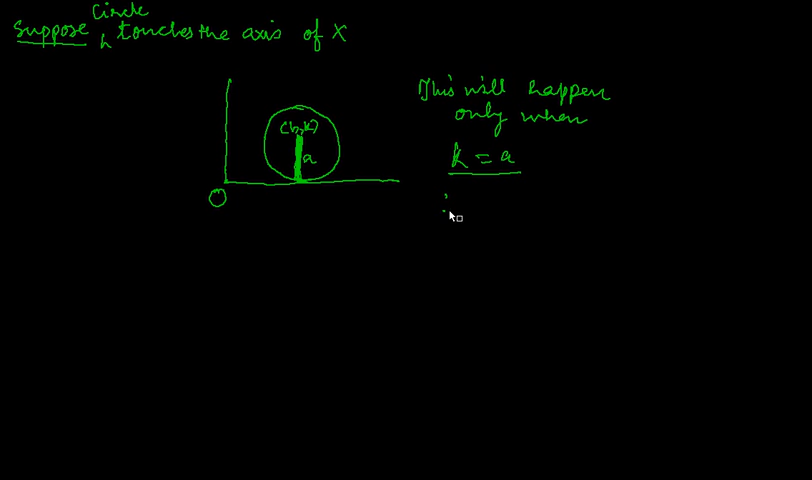 Suppose Circle touches the axis of X
This will happen
only when
(h,k)
k = a
a
O